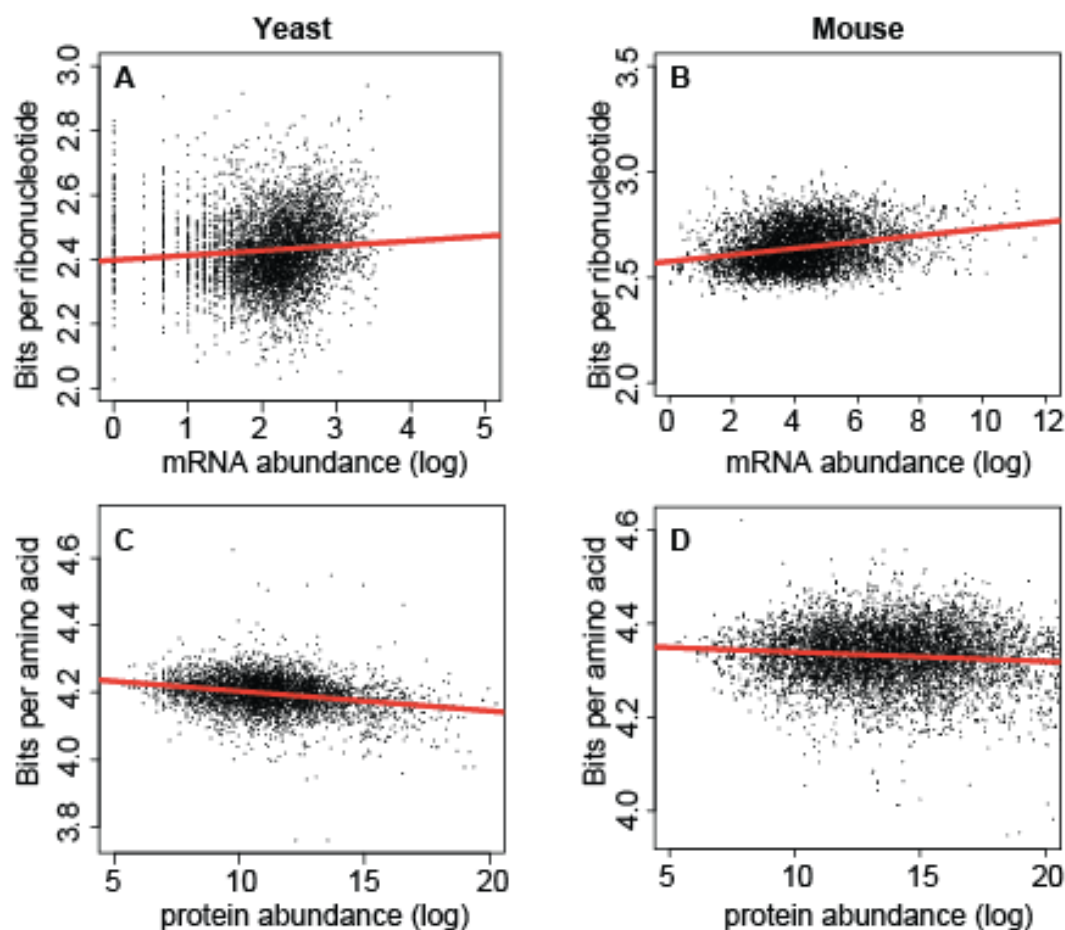 Yeast
Mouse
A
Bits per ribonucleotide
3.0
2.8
2.6
2.4
2.2
2.0
0 1 2 3 4 5
mRNA abundance (log)
B
Bits per ribonucleotide
3.5
3.0
2.5
2.0
0 2 4 6 8 10 12
mRNA abundance (log)
C
Bits per amino acid
4.6
4.4
4.2
4.0
3.8
5 10 15 20
protein abundance (log)
D
Bits per amino acid
4.6
4.4
4.2
4.0
5 10 15 20
protein abundance (log)